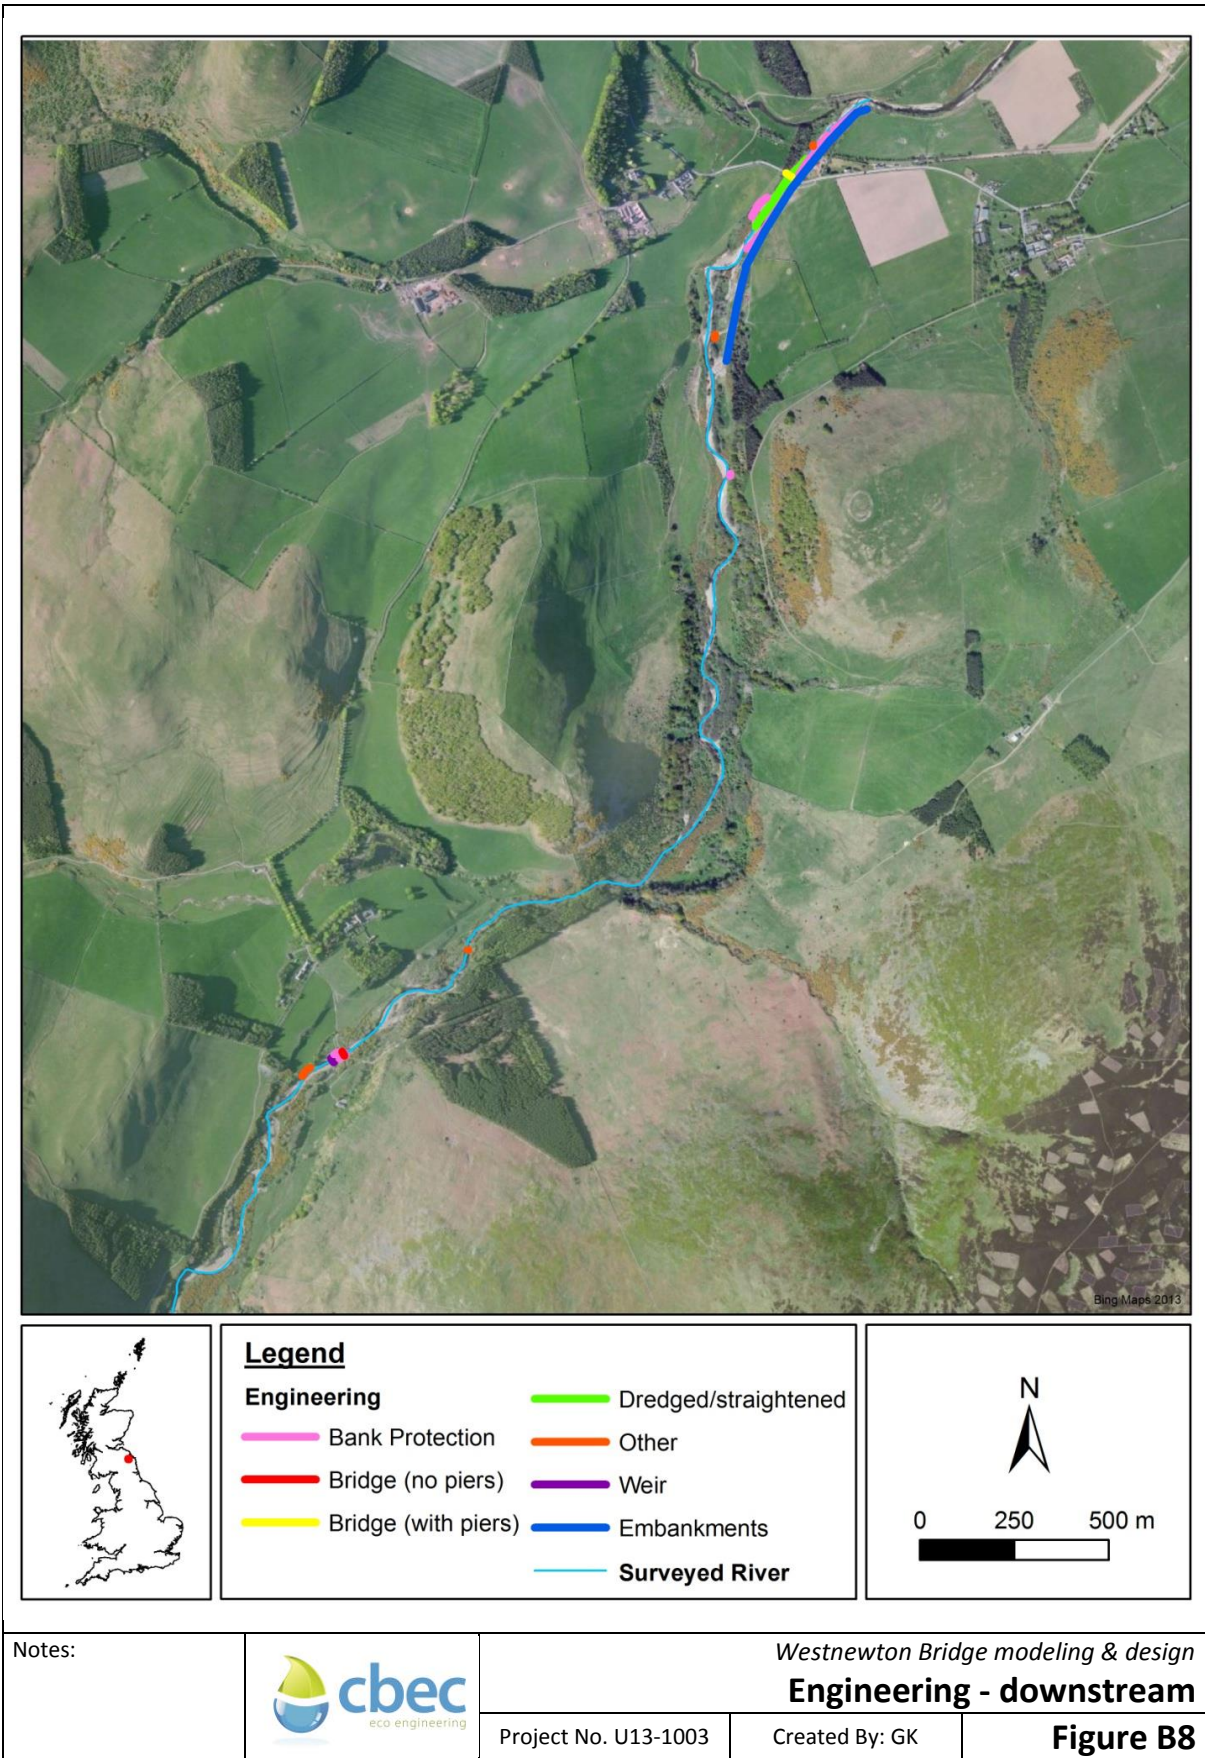 Bing Maps 2013
Legend
Engineering
Bank Protection
Bridge (no piers)
Bridge (with piers)
Dredged/straightened
Other
Weir
Embankments
Surveyed River
N
0 250 500 m
Notes:
cbec
eco engineering
Westnewton Bridge modeling & design
Engineering - downstream
Project No. U13-1003
Created By: GK
Figure B8